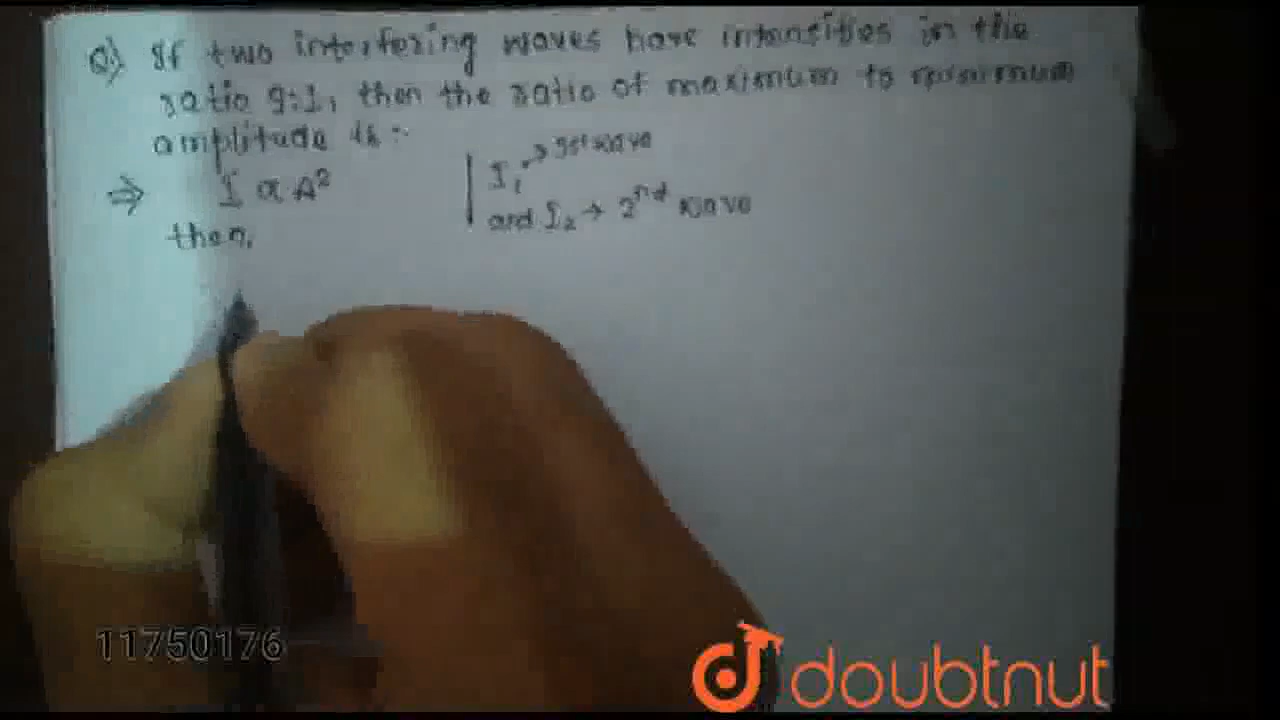 Q) If two interfering waves have intensities in the
ratio 9:1, then the ratio of maximum to minimum
amplitude is :-
⇒ I α A²
then,
I₁ → 1st wave
and I₂ → 2nd wave
11750176
doubtnut